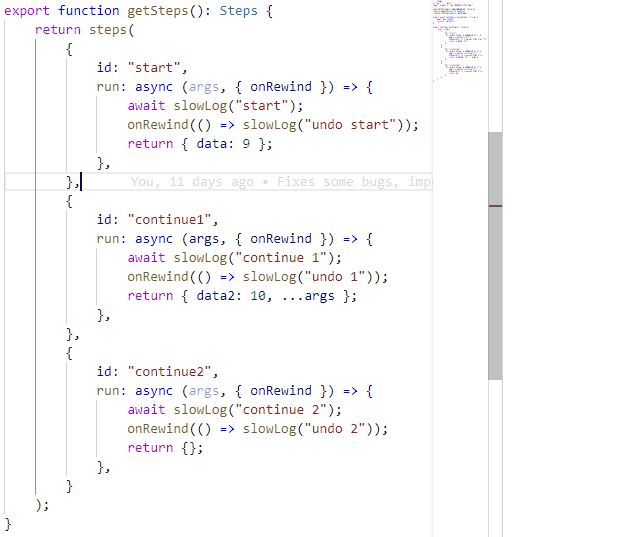 export function getSteps(): Steps {
    return steps(
        {
            id: "start",
            run: async (args, { onRewind }) => {
                await slowLog("start");
                onRewind(() => slowLog("undo start"));
                return { data: 9 };
            },
        },      You, 11 days ago • Fixes some bugs, imp
        {
            id: "continue1",
            run: async (args, { onRewind }) => {
                await slowLog("continue 1");
                onRewind(() => slowLog("undo 1"));
                return { data2: 10, ...args };
            },
        },
        {
            id: "continue2",
            run: async (args, { onRewind }) => {
                await slowLog("continue 2");
                onRewind(() => slowLog("undo 2"));
                return {};
            },
        }
    );
}